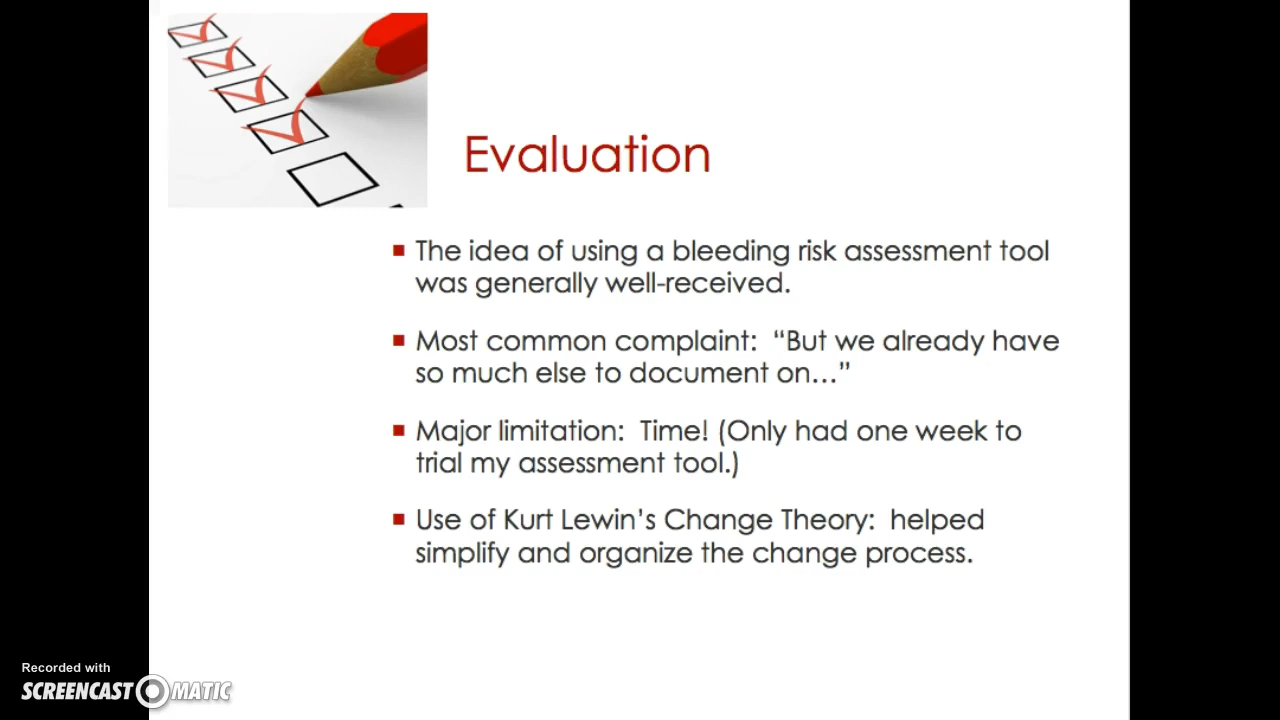 Evaluation
The idea of using a bleeding risk assessment tool
was generally well-received.
Most common complaint:  “But we already have
so much else to document on…”
Major limitation:  Time! (Only had one week to
trial my assessment tool.)
Use of Kurt Lewin’s Change Theory:  helped
simplify and organize the change process.
Recorded with
SCREENCAST MATIC